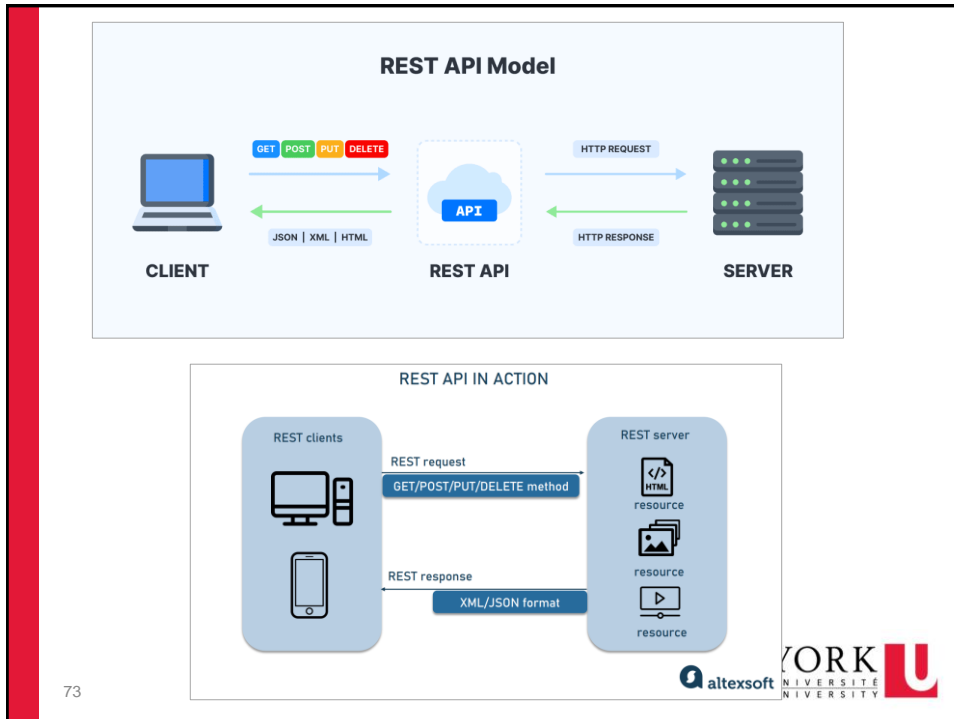 REST API Model
GET POST PUT DELETE
HTTP REQUEST
API
JSON | XML | HTML
HTTP RESPONSE
CLIENT
REST API
SERVER
REST API IN ACTION
REST clients
REST server
REST request
GET/POST/PUT/DELETE method
</>
HTML
resource
resource
REST response
XML/JSON format
resource
altexsoft
YORK
UNIVERSITÉ
UNIVERSITY
U
73